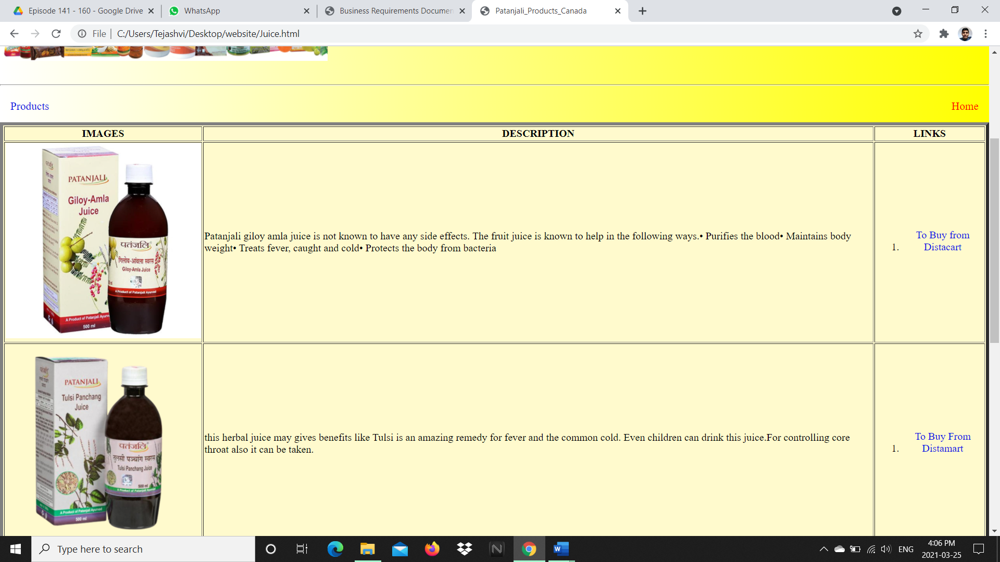 Episode 141 - 160 - Google Drive
WhatsApp
Business Requirements Documen
Patanjali_Products_Canada
File
C:/Users/Tejashvi/Desktop/website/Juice.html
Products
Home
IMAGES
DESCRIPTION
LINKS
PATANJALI
Giloy-Amla
Juice
पतंजलि
गिलोय-आंवला स्वरस
Giloy-Amla Juice
A Product of Patanjali Ayurved
A Product of Patanjali Ayurv
500 ml
Patanjali giloy amla juice is not known to have any side effects. The fruit juice is known to help in the following ways.• Purifies the blood• Maintains body
weight• Treats fever, caught and cold• Protects the body from bacteria
1. To Buy from
Distacart
PATANJALI
Tulsi Panchang
Juice
पतंजलि
तुलसी पञ्चांग स्वरस
Tulsi Panchang Juice
500 ml
A Product of Patanjali Ayurved
A Product of Patanjali Ayurved
500 ml
this herbal juice may gives benefits like Tulsi is an amazing remedy for fever and the common cold. Even children can drink this juice.For controlling core
throat also it can be taken.
1. To Buy From
Distamart
Type here to search
ENG
4:06 PM
2021-03-25